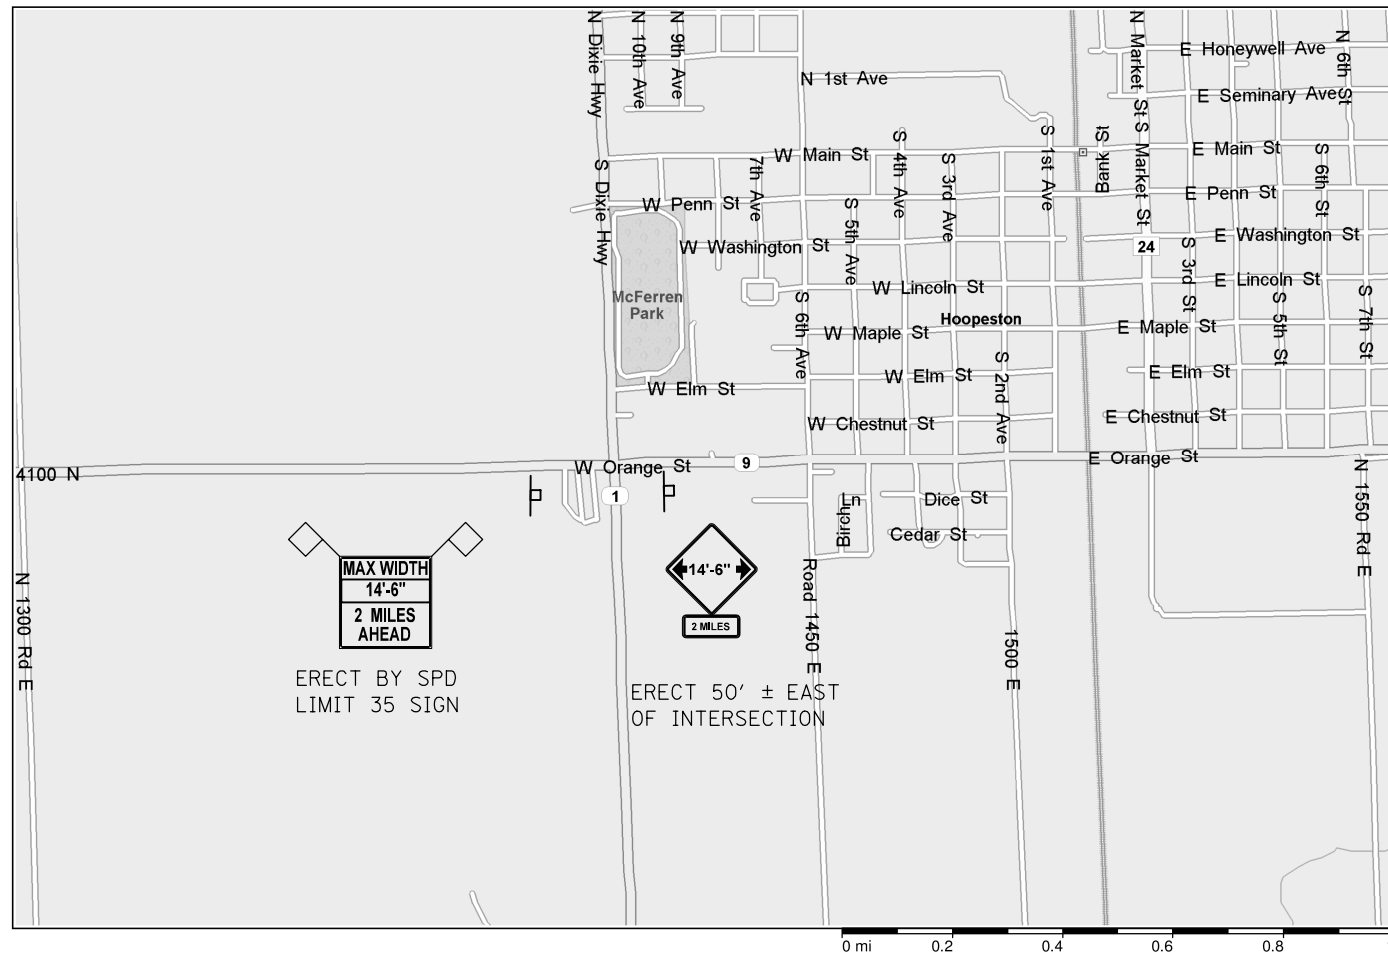 N Dixie Hwy
N 10th Ave
N 9th Ave
N Market St
N 6th St
E Honeywell Ave
N 1st Ave
E Seminary Ave
S Dixie Hwy
7th Ave
W Main St
S 4th Ave
S 3rd Ave
S 1st Ave
Bank St
S Market St
E Main St
S 6th St
W Penn St
S 5th Ave
E Penn St
W Washington St
24
S 3rd St
E Washington St
McFerren
Park
S 6th Ave
W Lincoln St
E Lincoln St
S 5th St
S 7th St
Hoopeston
W Maple St
E Maple St
S 2nd Ave
W Elm St
W Elm St
E Elm St
W Chestnut St
E Chestnut St
4100 N
W Orange St
9
E Orange St
1
Birch Ln
Dice St
Cedar St
N 1550 Rd E
N 1300 Rd E
Road 1450 E
1500 E
MAX WIDTH
14'-6"
2 MILES
AHEAD
14'-6"
2 MILES
ERECT BY SPD
LIMIT 35 SIGN
ERECT 50' ± EAST
OF INTERSECTION
0 mi
0.2
0.4
0.6
0.8